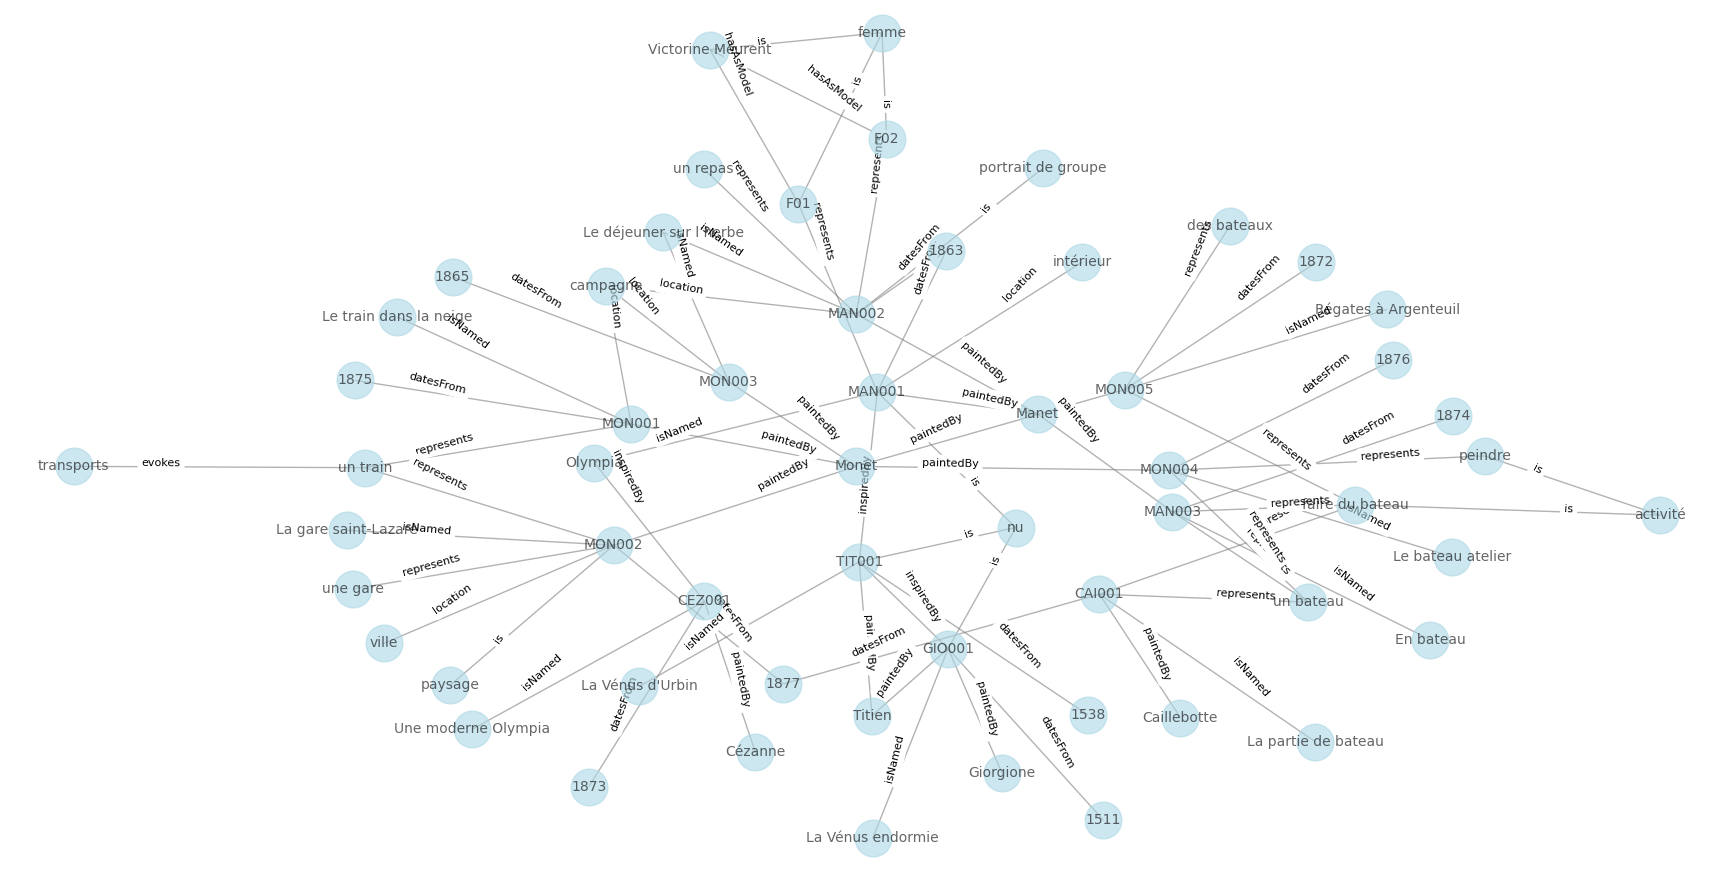 femme
Victorine Meurent
is
hasAsModel
hasAsModel
is
is
F02
represents
un repas
represents
portrait de groupe
is
F01
represents
des bateaux
represents
Le déjeuner sur l'herbe
isNamed
isNamed
datesFrom
1863
datesFrom
intérieur
location
1872
datesFrom
1865
datesFrom
campagne
location
location
location
MAN002
Le train dans la neige
isNamed
Régates à Argenteuil
isNamed
1876
datesFrom
paintedBy
1875
datesFrom
MON003
MAN001
paintedBy
MON005
Manet
paintedBy
1874
datesFrom
MON001
isNamed
paintedBy
paintedBy
paintedBy
represents
represents
transports
evokes
un train
represents
Olympia
inspiredBy
paintedBy
Monet
paintedBy
is
MON004
represents
peindre
is
inspiredBy
MAN003
represents
faire du bateau
isNamed
is
activité
La gare saint-Lazare
isNamed
MON002
nu
is
is
represents
Le bateau atelier
une gare
represents
TIT001
inspiredBy
isNamed
location
CEZ001
datesFrom
CAI001
represents
un bateau
ville
is
isNamed
paintedBy
datesFrom
GIO001
datesFrom
paintedBy
En bateau
paysage
isNamed
La Vénus d'Urbin
paintedBy
1877
paintedBy
paintedBy
isNamed
datesFrom
Une moderne Olympia
Titien
1538
Caillebotte
La partie de bateau
Cézanne
datesFrom
isNamed
Giorgione
1873
1511
La Vénus endormie